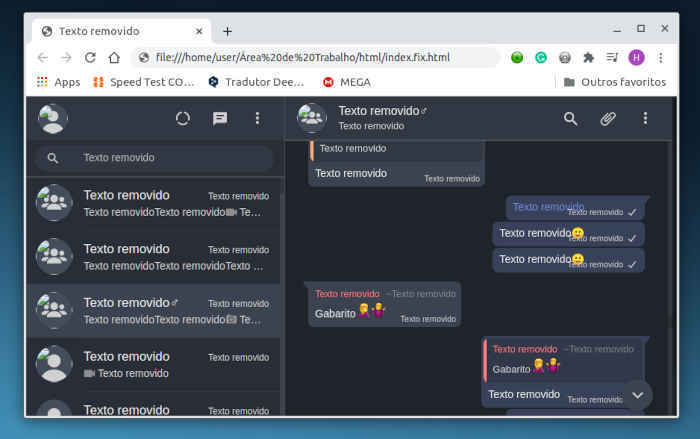 Texto removido
file:///home/user/Área%20de%20Trabalho/html/index.fix.html
H
Apps
Speed Test CO...
Tradutor Dee...
MEGA
Outros favoritos
Texto removido♂
Texto removido
Texto removido
Texto removido
Texto removido
Texto removido
Texto removido Texto removido
Texto removidoTexto removido Te...
Texto removido Texto removido
Texto removidoTexto removidoTexto ...
Texto removido♂ Texto removido
Texto removidoTexto removido Te...
Texto removido Texto removido
Texto removido
Texto removido Texto removido
Texto removido
Texto removido
Texto removido
Texto removido
Texto removido
Texto removido
Texto removido ~Texto removido
Gabarito
Texto removido
Texto removido ~Texto removido
Gabarito
Texto removido
Texto removido